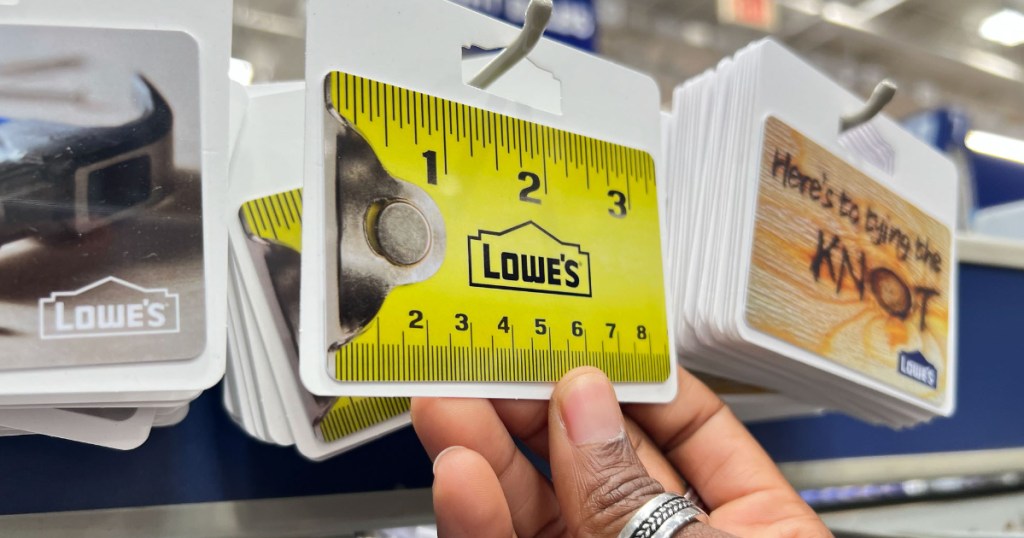 LOWE'S
1 2 3
LOWE'S
2 3 4 5 6 7 8
Here's to tying the
KNOT
LOWE'S